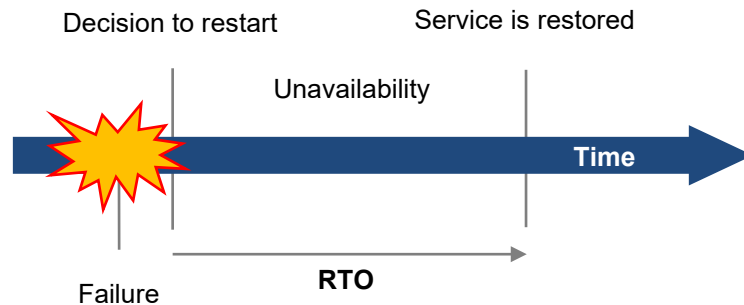 Decision to restart
Service is restored
Unavailability
Time
RTO
Failure